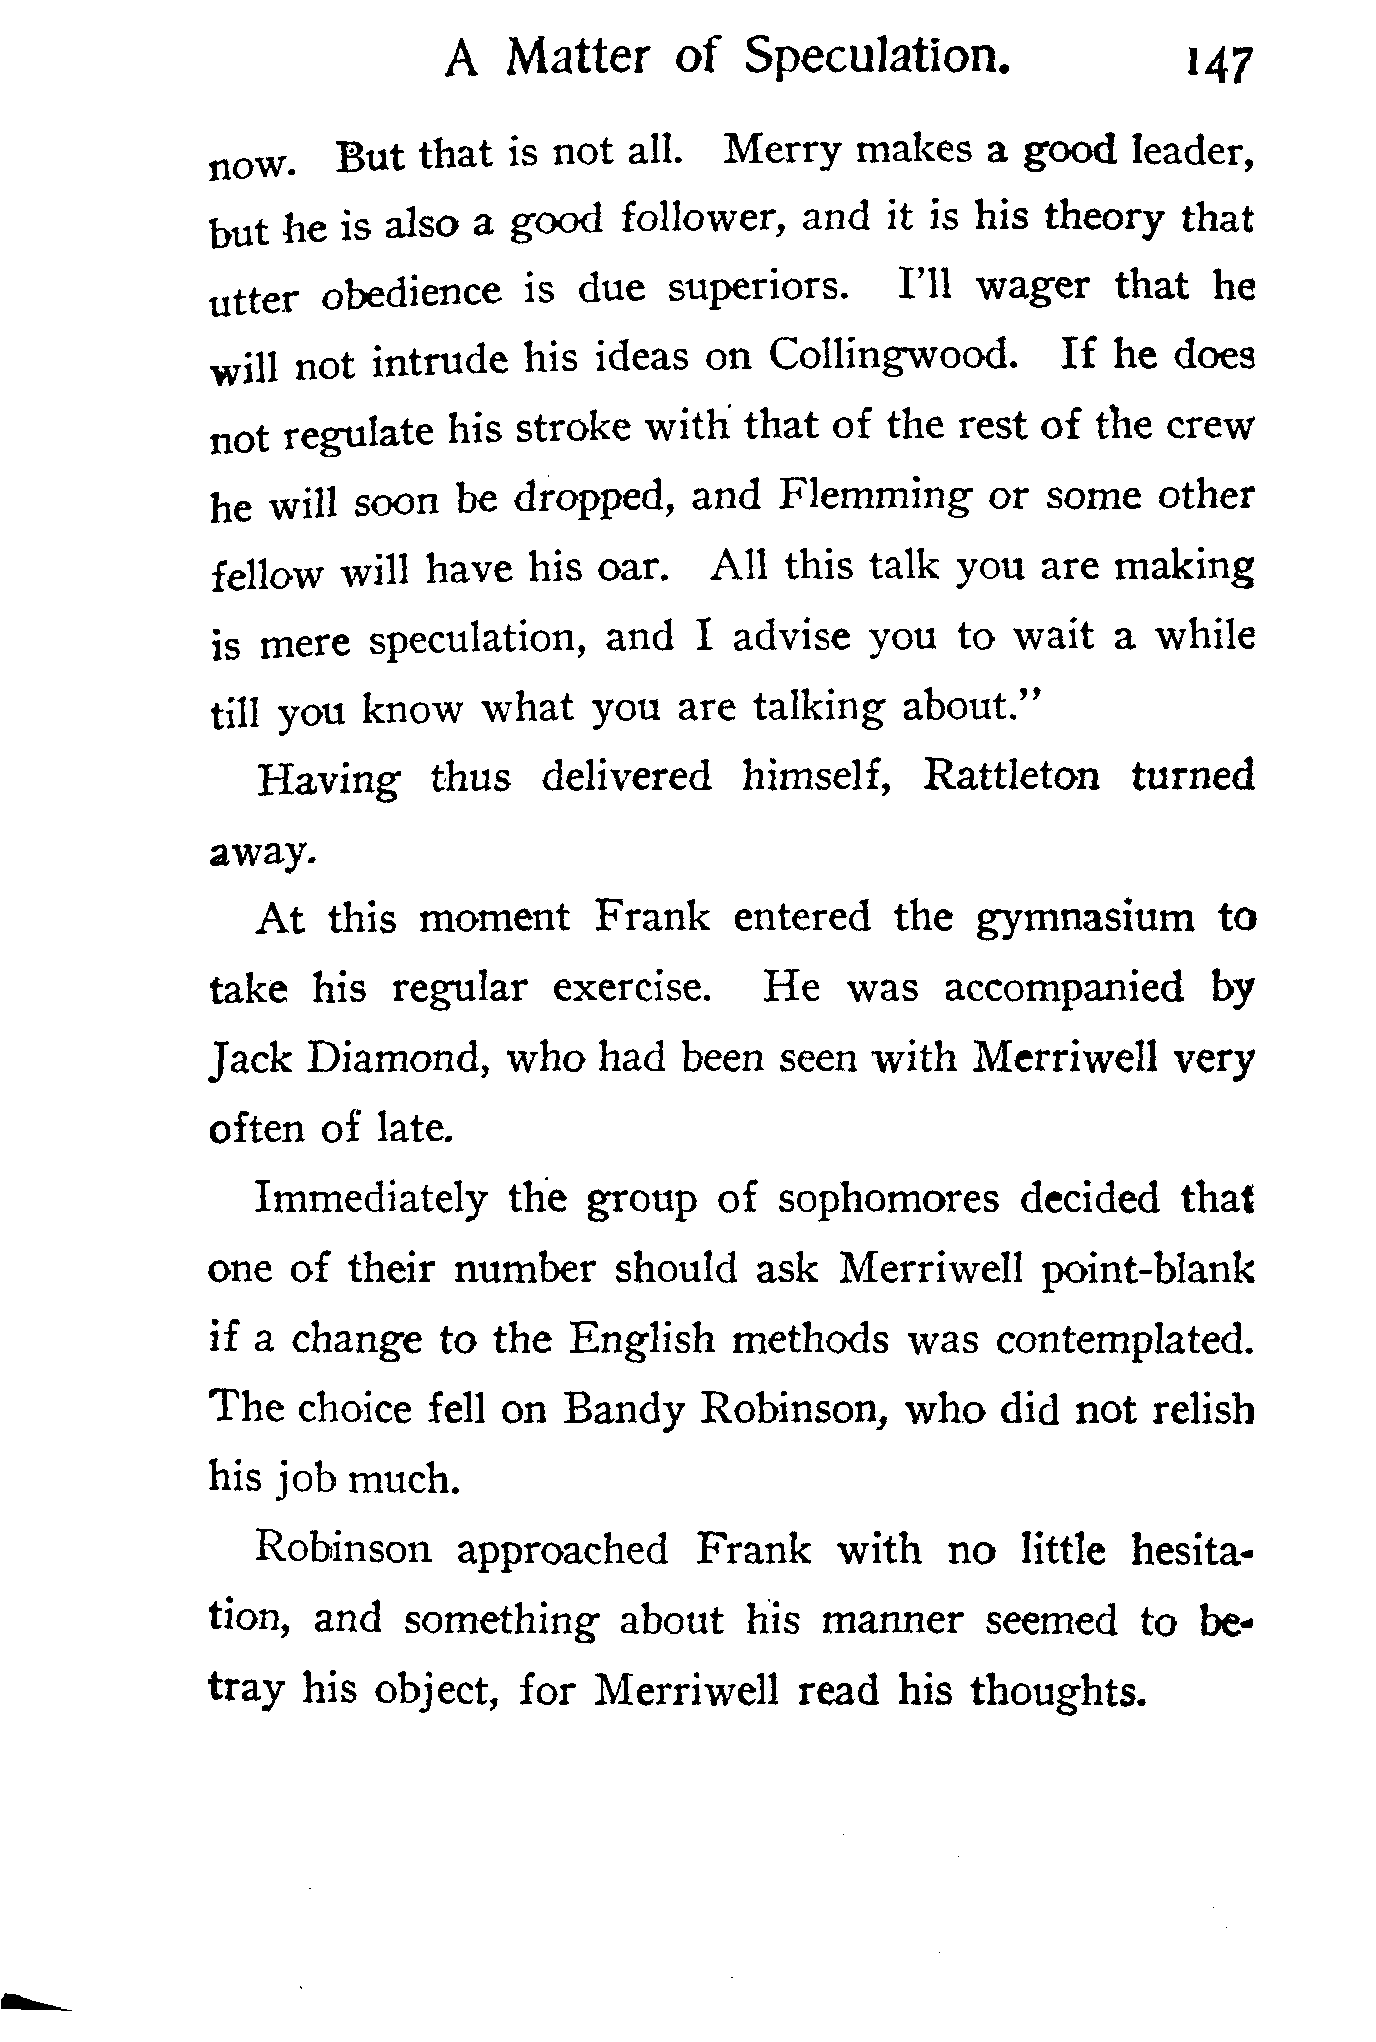 A Matter of Speculation. 147
now. But that is not all. Merry makes a good leader,
but he is also a good follower, and it is his theory that
utter obedience is due superiors. I'll wager that he
will not intrude his ideas on Collingwood. If he does
not regulate his stroke with that of the rest of the crew
he will soon be dropped, and Flemming or some other
fellow will have his oar. All this talk you are making
is mere speculation, and I advise you to wait a while
till you know what you are talking about."
Having thus delivered himself, Rattleton turned
away.
At this moment Frank entered the gymnasium to
take his regular exercise. He was accompanied by
Jack Diamond, who had been seen with Merriwell very
often of late.
Immediately the group of sophomores decided that
one of their number should ask Merriwell point-blank
if a change to the English methods was contemplated.
The choice fell on Bandy Robinson, who did not relish
his job much.
Robinson approached Frank with no little hesita-
tion, and something about his manner seemed to be-
tray his object, for Merriwell read his thoughts.